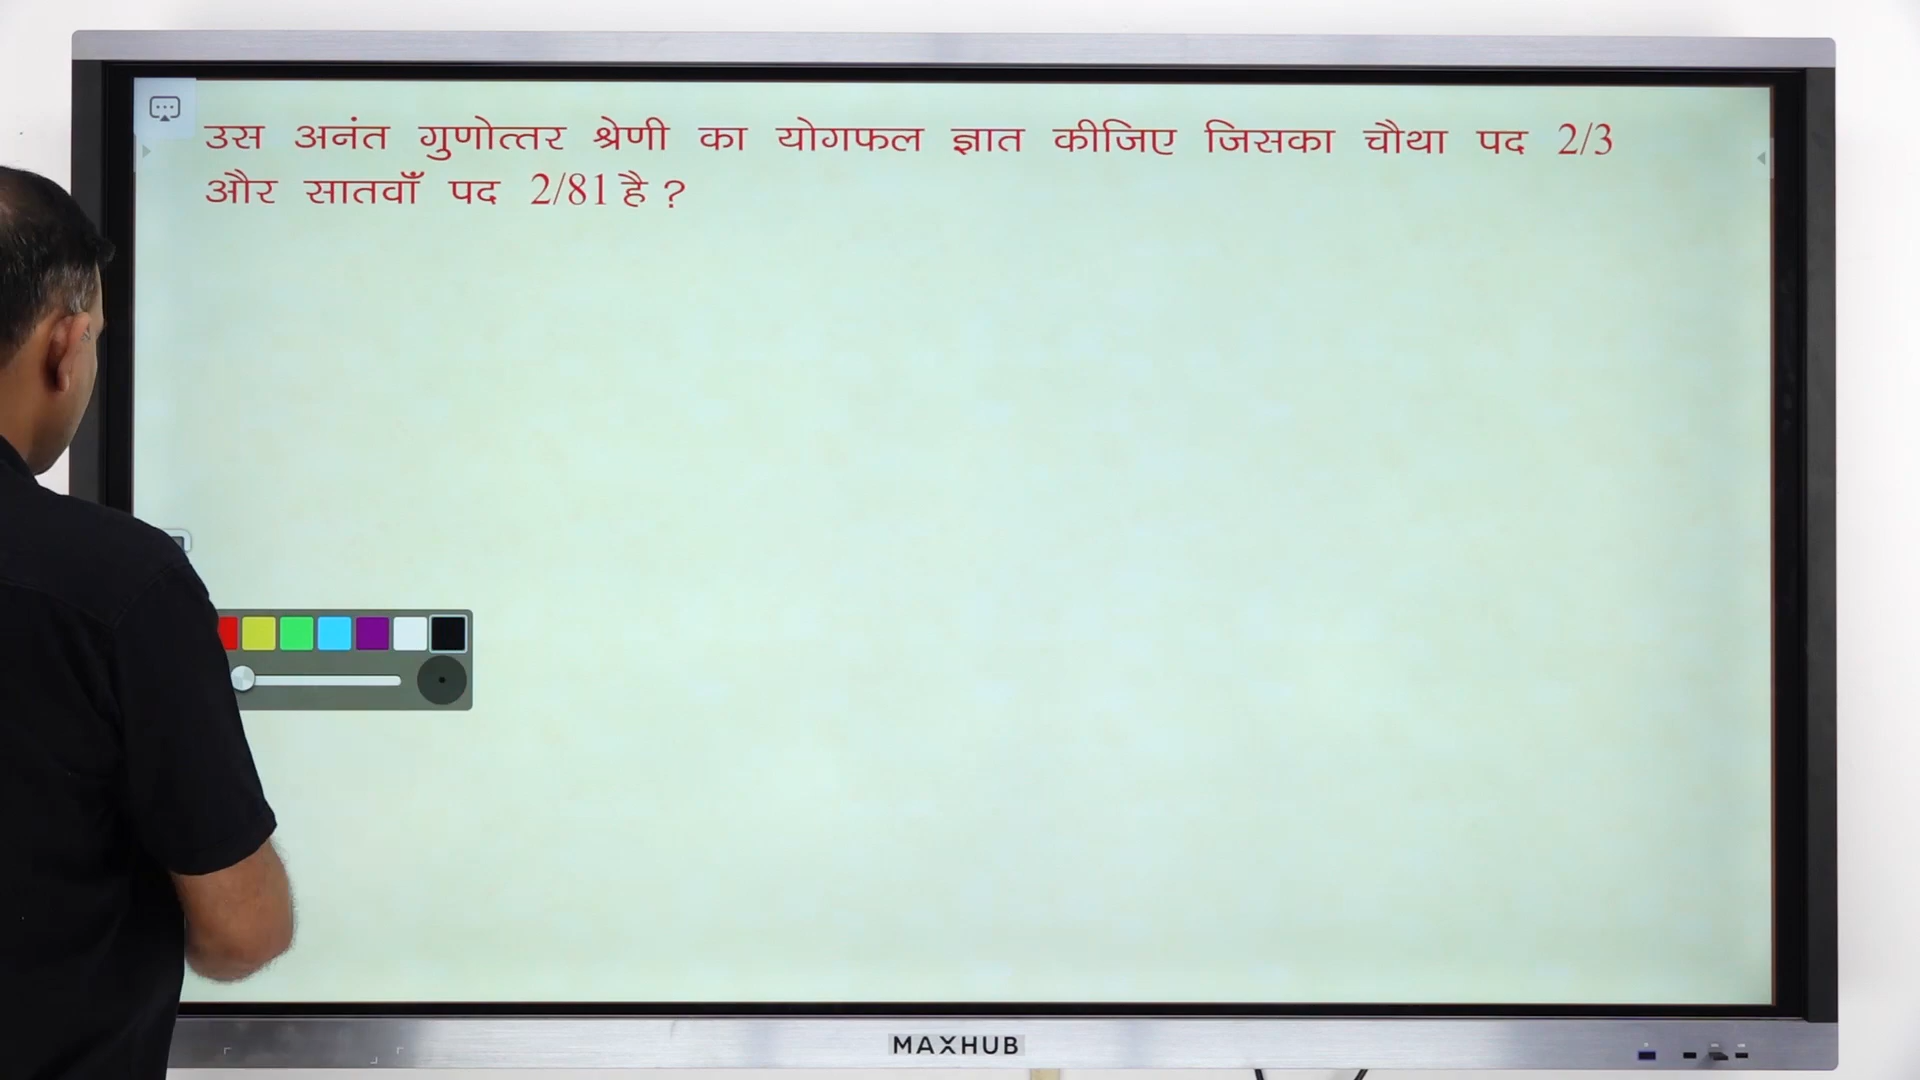 उस अनंत गुणोत्तर श्रेणी का योगफल ज्ञात कीजिए जिसका चौथा पद 2/3
और सातवाँ पद 2/81 है ?
MAXHUB